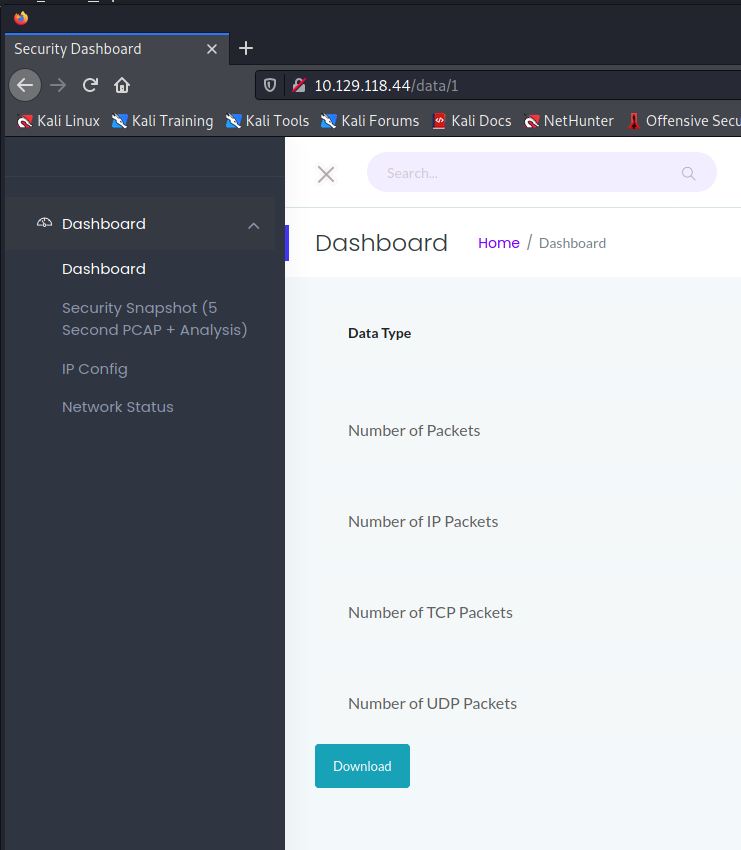 Security Dashboard
10.129.118.44/data/1
Kali Linux Kali Training Kali Tools Kali Forums Kali Docs NetHunter Offensive Secu
Search...
Dashboard
Dashboard
Security Snapshot (5
Second PCAP + Analysis)
IP Config
Network Status
Dashboard Home / Dashboard
Data Type
Number of Packets
Number of IP Packets
Number of TCP Packets
Number of UDP Packets
Download